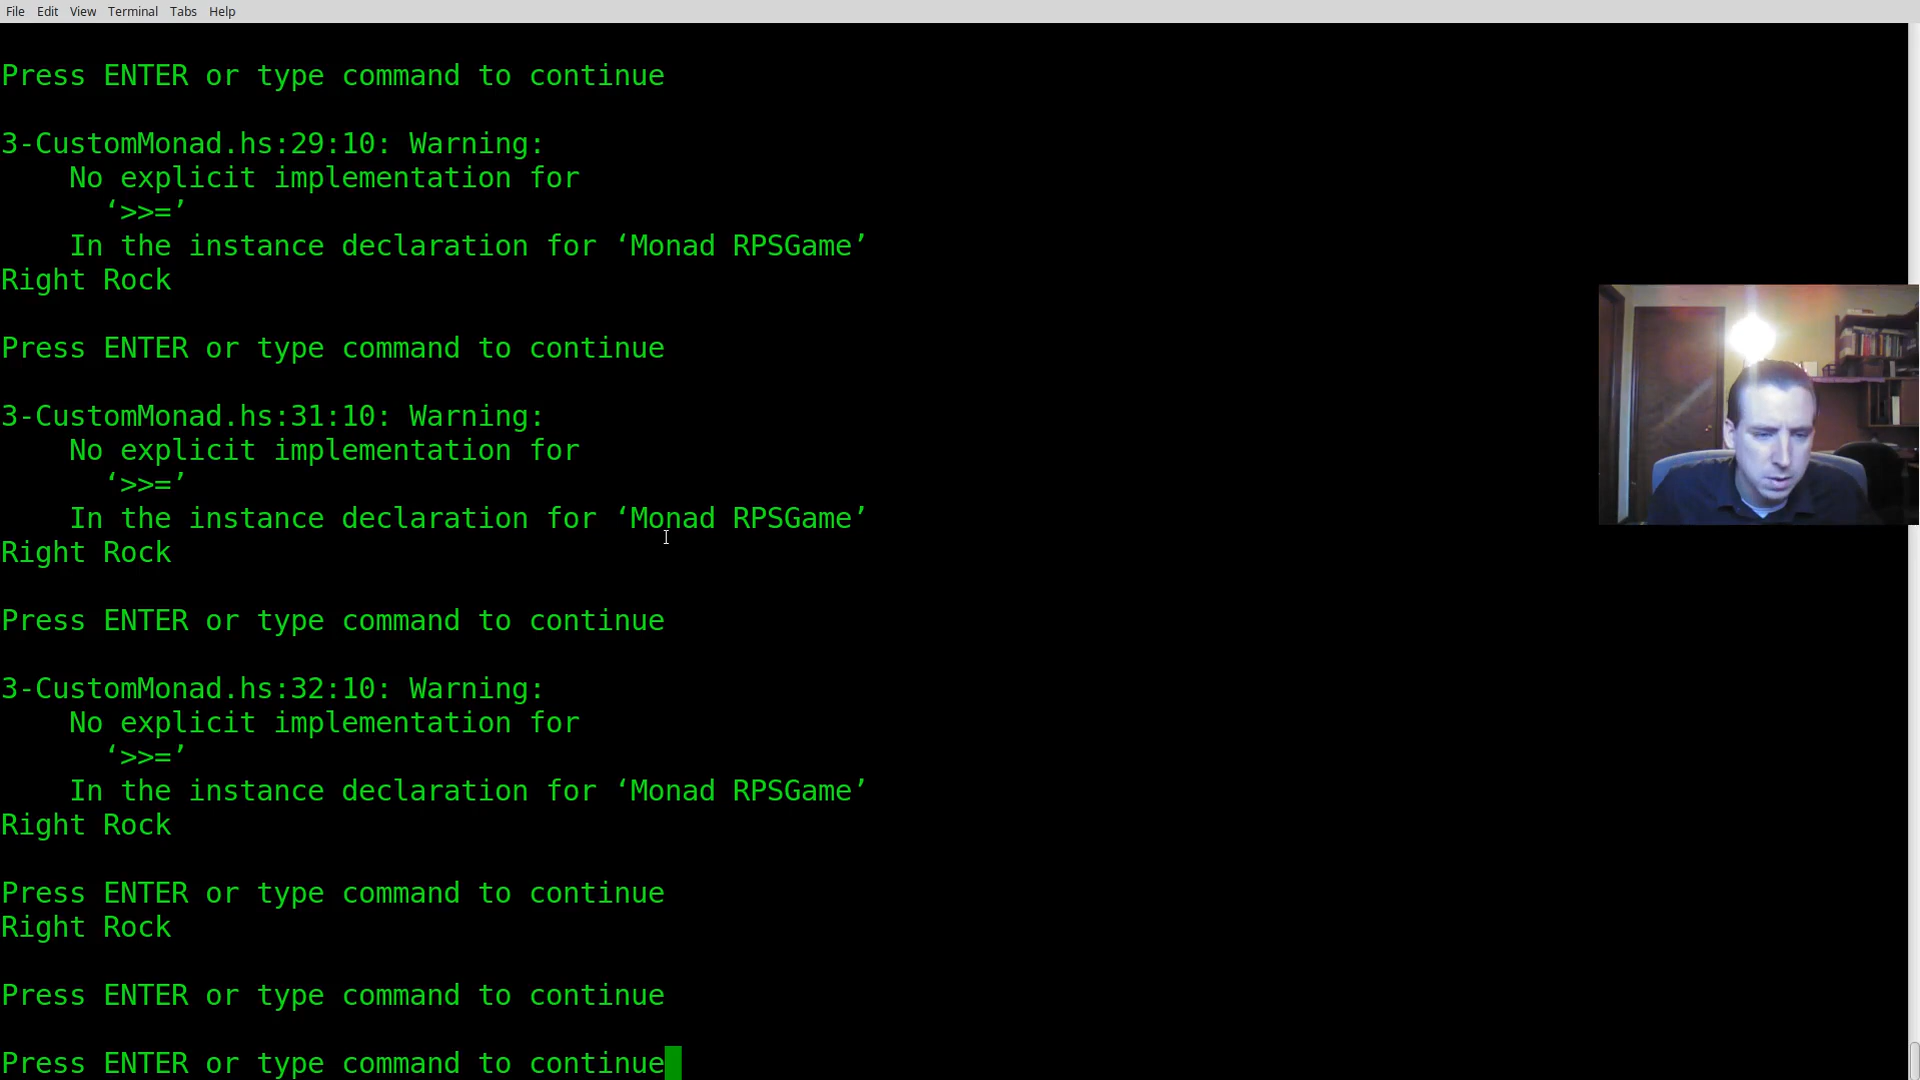 File Edit View Terminal Tabs Help
Press ENTER or type command to continue
3-CustomMonad.hs:29:10: Warning:
No explicit implementation for
‘>>=’
In the instance declaration for ‘Monad RPSGame’
Right Rock
Press ENTER or type command to continue
3-CustomMonad.hs:31:10: Warning:
No explicit implementation for
‘>>=’
In the instance declaration for ‘Monad RPSGame’
Right Rock
Press ENTER or type command to continue
3-CustomMonad.hs:32:10: Warning:
No explicit implementation for
‘>>=’
In the instance declaration for ‘Monad RPSGame’
Right Rock
Press ENTER or type command to continue
Right Rock
Press ENTER or type command to continue
Press ENTER or type command to continue